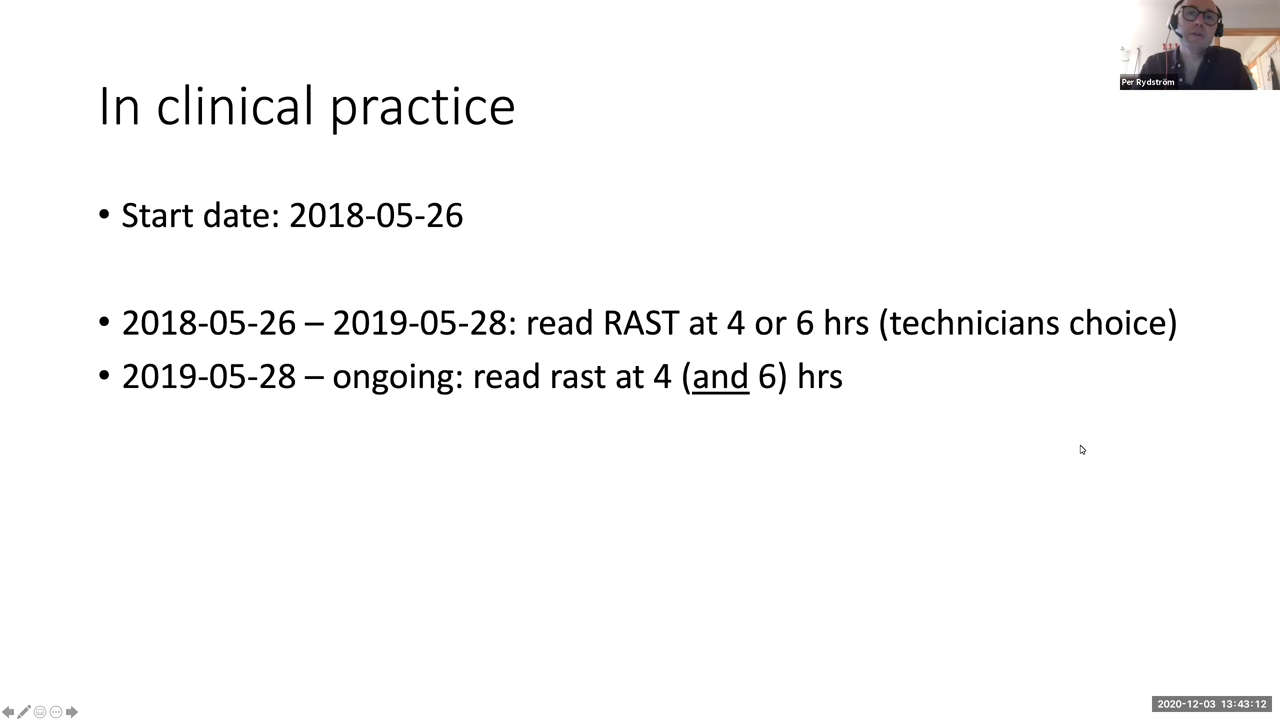 Per Rydström
In clinical practice
• Start date: 2018-05-26
• 2018-05-26 – 2019-05-28: read RAST at 4 or 6 hrs (technicians choice)
• 2019-05-28 – ongoing: read rast at 4 (and 6) hrs
2020-12-03 13:43:12